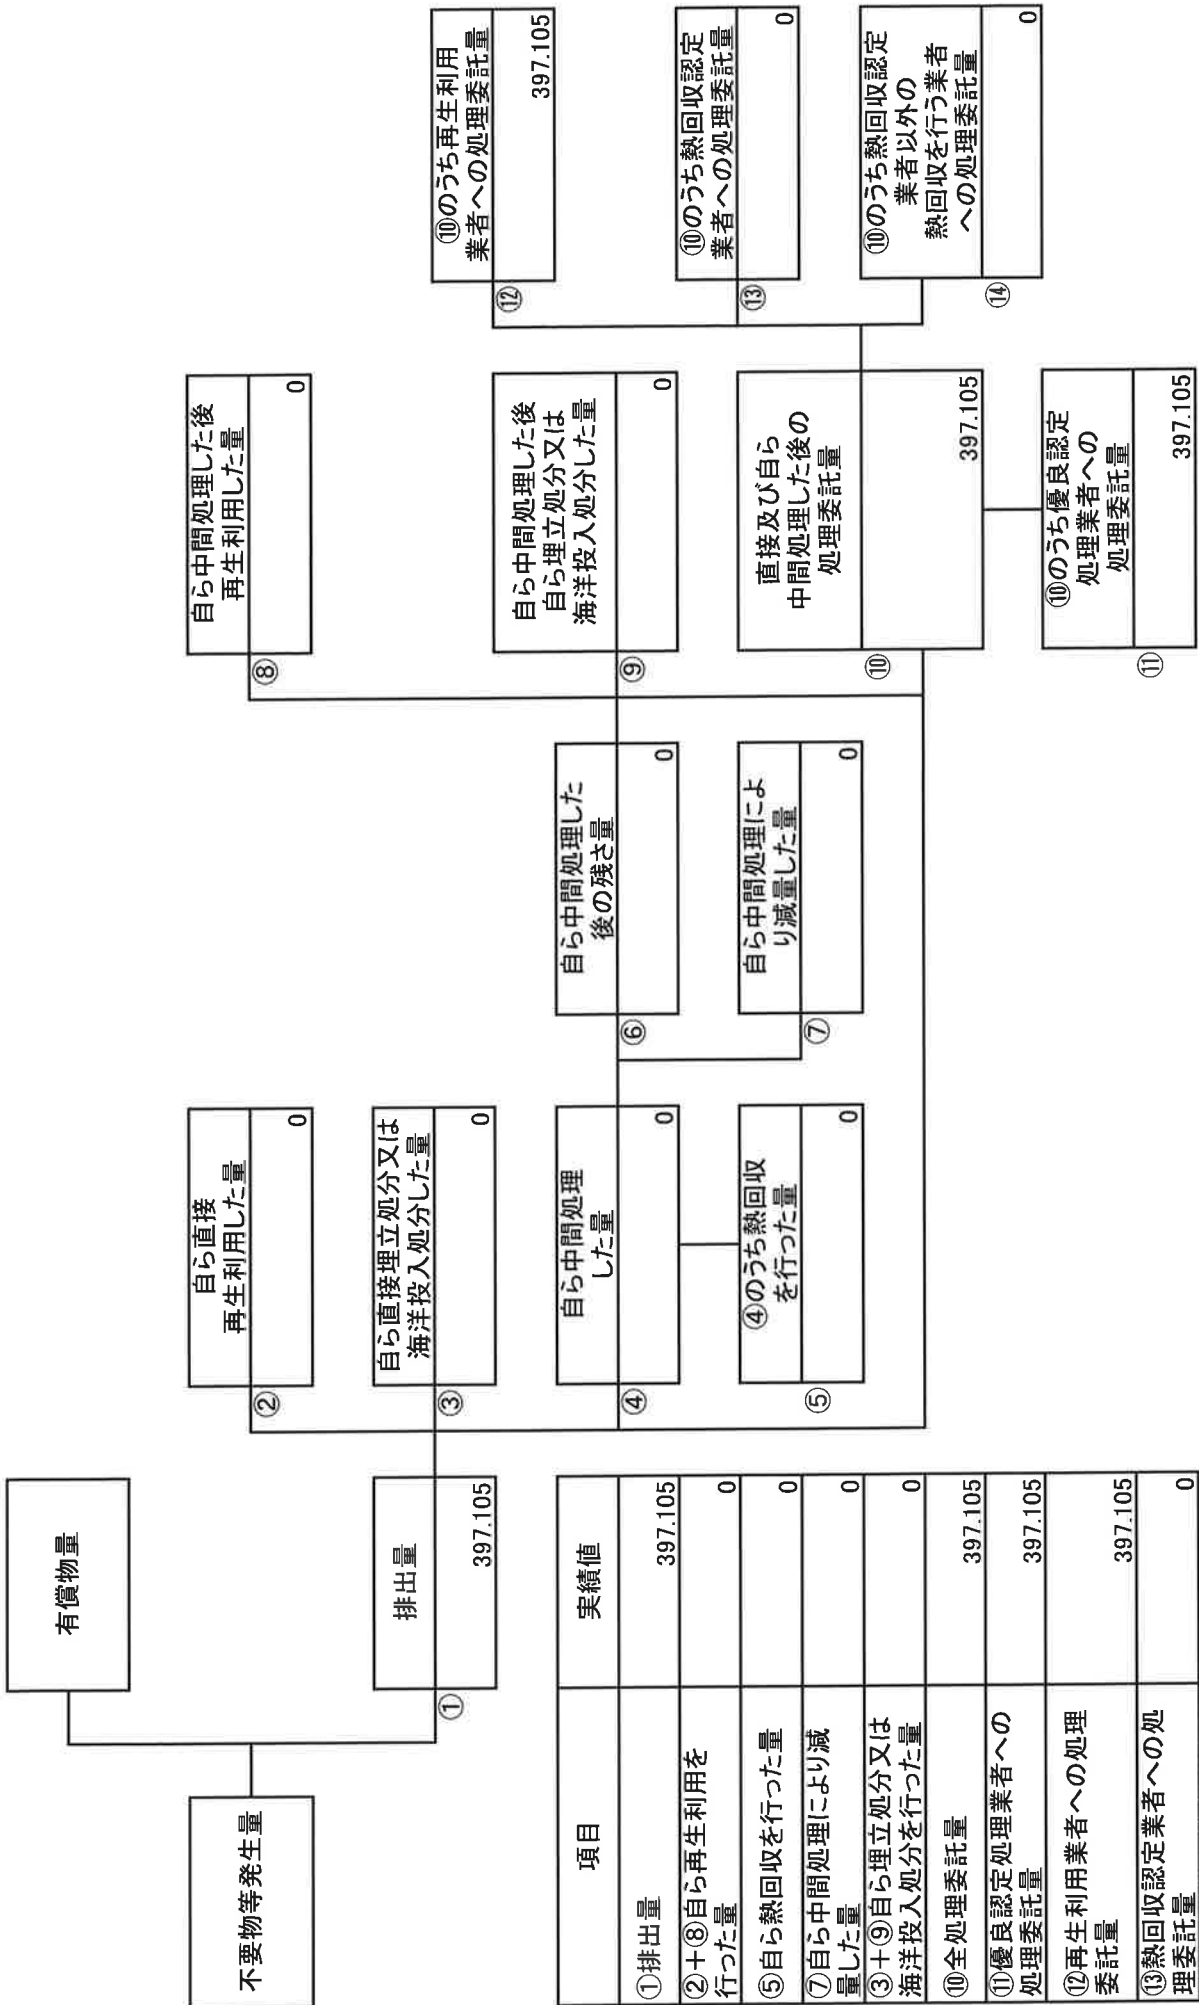 不要物等発生量
有償物量
排出量
①
397.105
自ら直接
再生利用した量
②
0
自ら直接埋立処分又は
海洋投入処分した量
③
0
自ら中間処理
した量
④
0
④のうち熱回収
を行った量
⑤
0
自ら中間処理した
後の残さ量
⑥
0
自ら中間処理によ
り減量した量
⑦
0
自ら中間処理した後
再生利用した量
⑧
0
自ら中間処理した後
自ら埋立処分又は
海洋投入処分した量
⑨
0
直接及び自ら
中間処理した後の
処理委託量
⑩
397.105
⑩のうち優良認定
処理業者への
処理委託量
⑪
397.105
⑩のうち再生利用
業者への処理委託量
⑫
397.105
⑩のうち熱回収認定
業者への処理委託量
⑬
0
⑩のうち熱回収認定
業者以外の
熱回収を行う業者
への処理委託量
⑭
0
項目 実績値
①排出量 397.105
②+⑧自ら再生利用を
行った量 0
⑤自ら熱回収を行った量 0
⑦自ら中間処理により減
量した量 0
③+⑨自ら埋立処分又は
海洋投入処分を行った量 0
⑩全処理委託量 397.105
⑪優良認定処理業者への
処理委託量 397.105
⑫再生利用業者への処理
委託量 397.105
⑬熱回収認定業者への処
理委託量 0